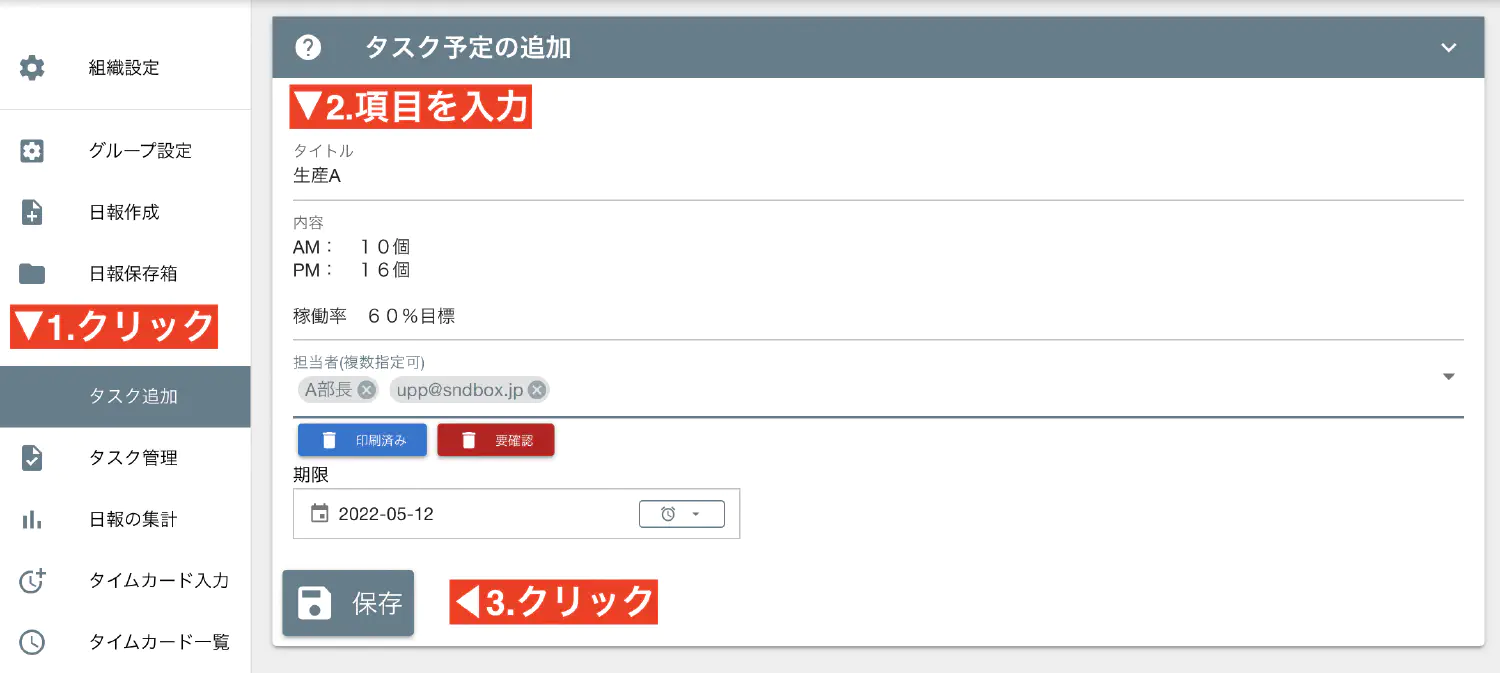 組織設定
グループ設定
日報作成
日報保存箱
▼1.クリック
タスク追加
タスク管理
日報の集計
タイムカード入力
タイムカード一覧
タスク予定の追加
▼2.項目を入力
タイトル
生産A
内容
AM： １０個
PM： １６個
稼働率 ６０％目標
担当者(複数指定可)
A部長 upp@sndbox.jp
印刷済み 要確認
期限
2022-05-12
保存 ◀3.クリック